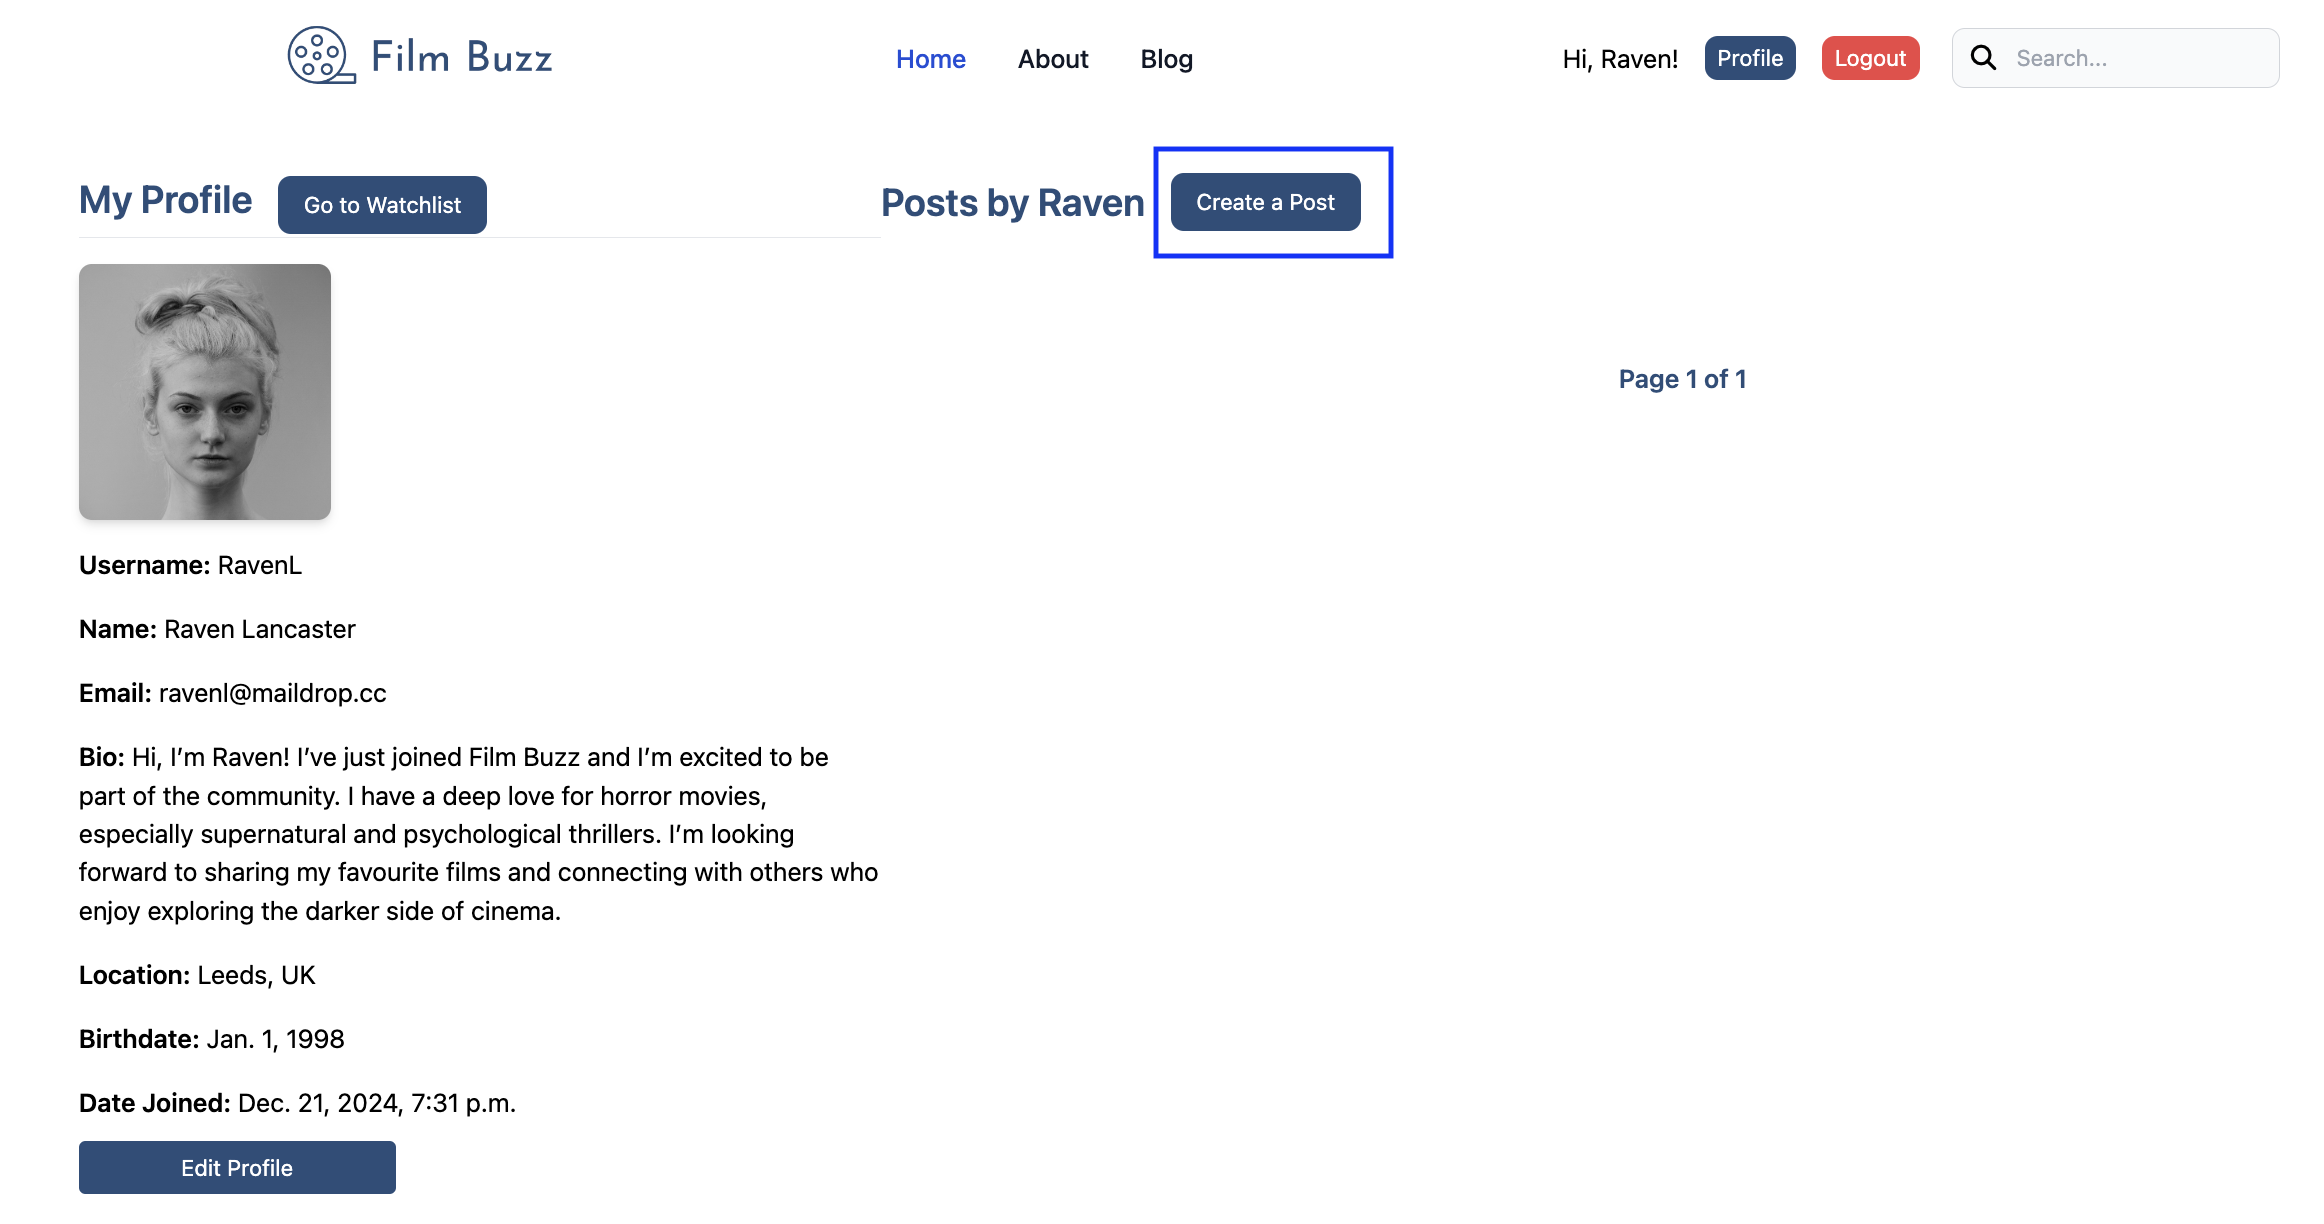 Film Buzz
Home About Blog
Hi, Raven! Profile Logout Search...
My Profile Go to Watchlist
Posts by Raven Create a Post
Page 1 of 1
Username: RavenL
Name: Raven Lancaster
Email: ravenl@maildrop.cc
Bio: Hi, I’m Raven! I’ve just joined Film Buzz and I’m excited to be
part of the community. I have a deep love for horror movies,
especially supernatural and psychological thrillers. I’m looking
forward to sharing my favourite films and connecting with others who
enjoy exploring the darker side of cinema.
Location: Leeds, UK
Birthdate: Jan. 1, 1998
Date Joined: Dec. 21, 2024, 7:31 p.m.
Edit Profile